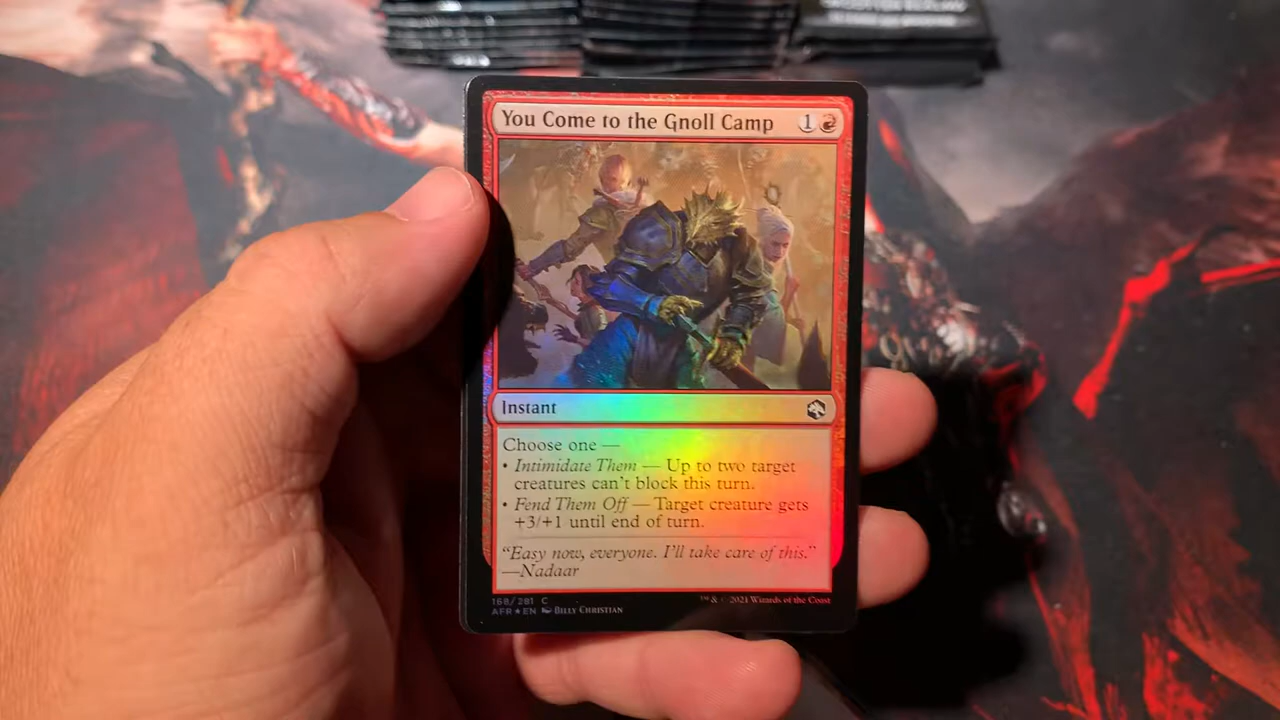 You Come to the Gnoll Camp 1
Instant
Choose one —
• Intimidate Them — Up to two target
creatures can't block this turn.
• Fend Them Off — Target creature gets
+3/+1 until end of turn.
"Easy now, everyone. I'll take care of this."
—Nadaar
168/281 C
AFR★EN Billy Christian
™ & © 2021 Wizards of the Coast